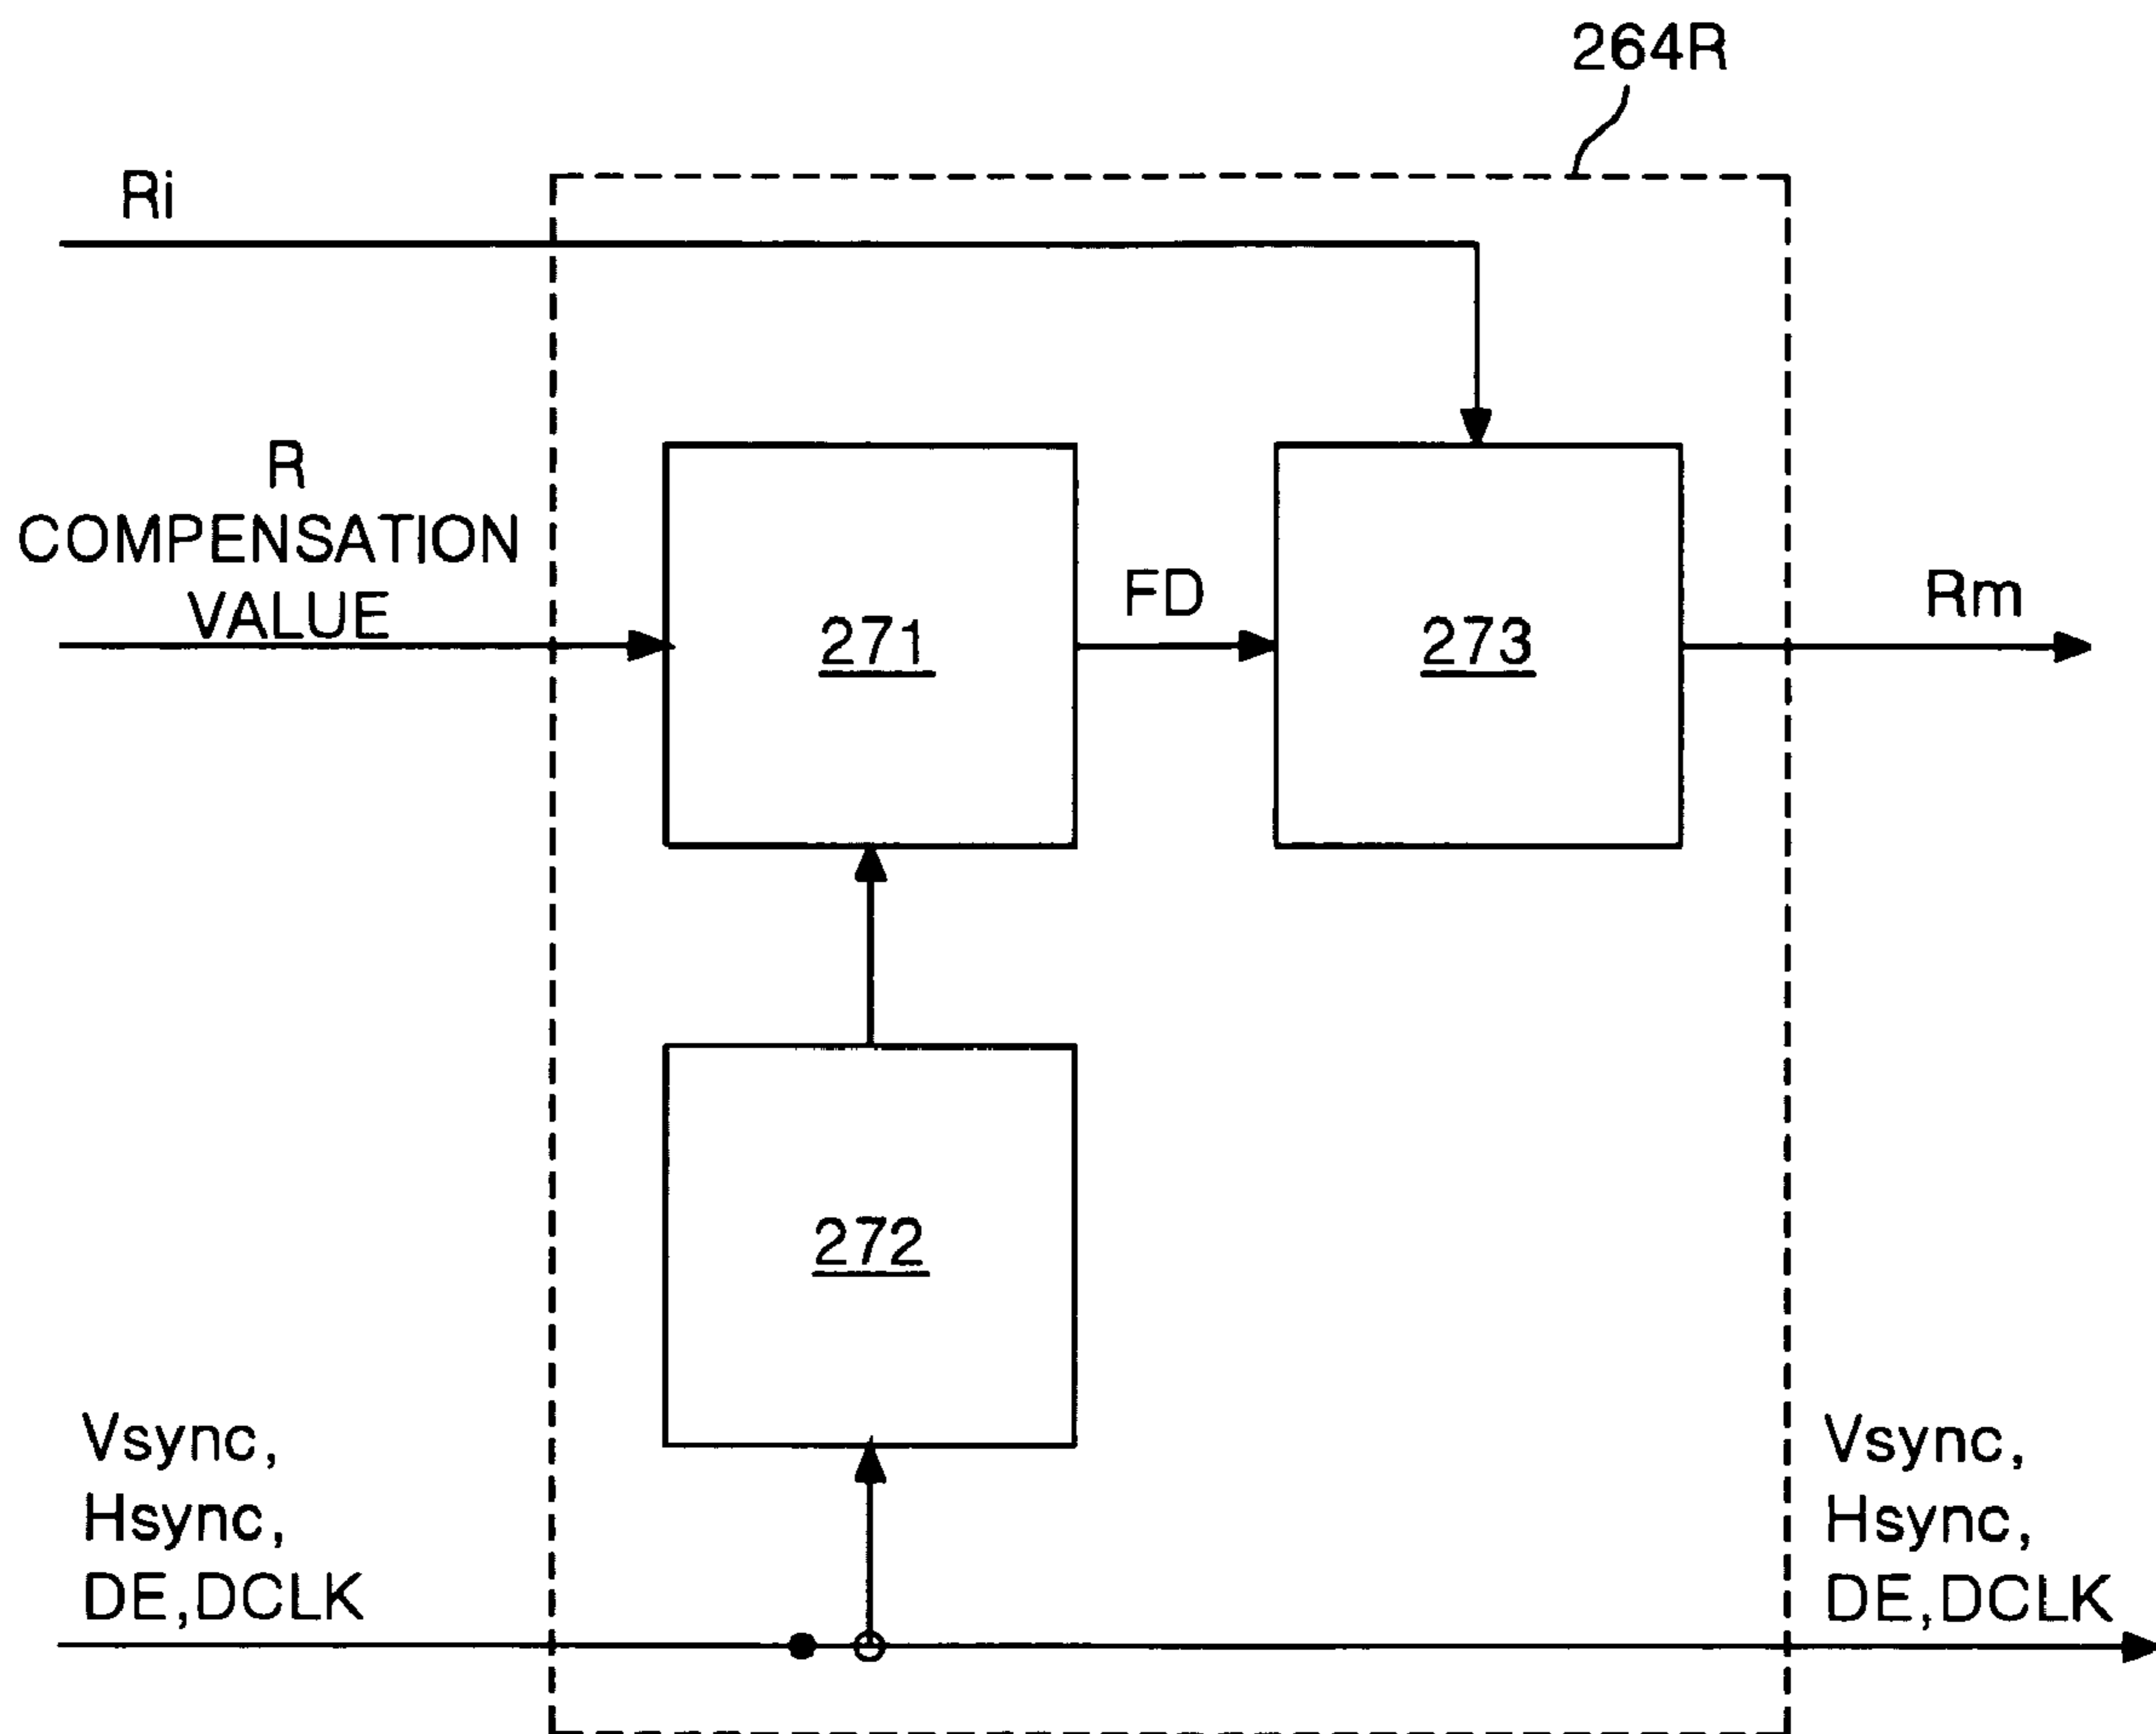 264R
Ri
R
COMPENSATION
VALUE
271
FD
273
Rm
272
Vsync,
Hsync,
DE,DCLK
Vsync,
Hsync,
DE,DCLK